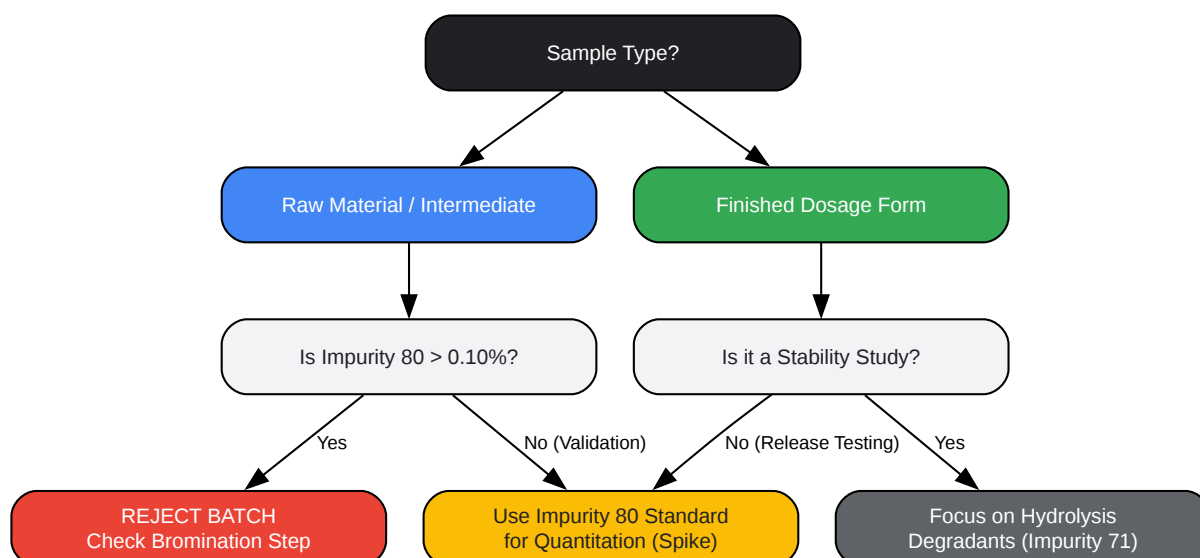 Sample Type?
Raw Material / Intermediate
Finished Dosage Form
Is Impurity 80 > 0.10%?
Is it a Stability Study?
Yes
No (Validation)
No (Release Testing)
Yes
REJECT BATCH
Check Bromination Step
Use Impurity 80 Standard
for Quantitation (Spike)
Focus on Hydrolysis
Degradants (Impurity 71)